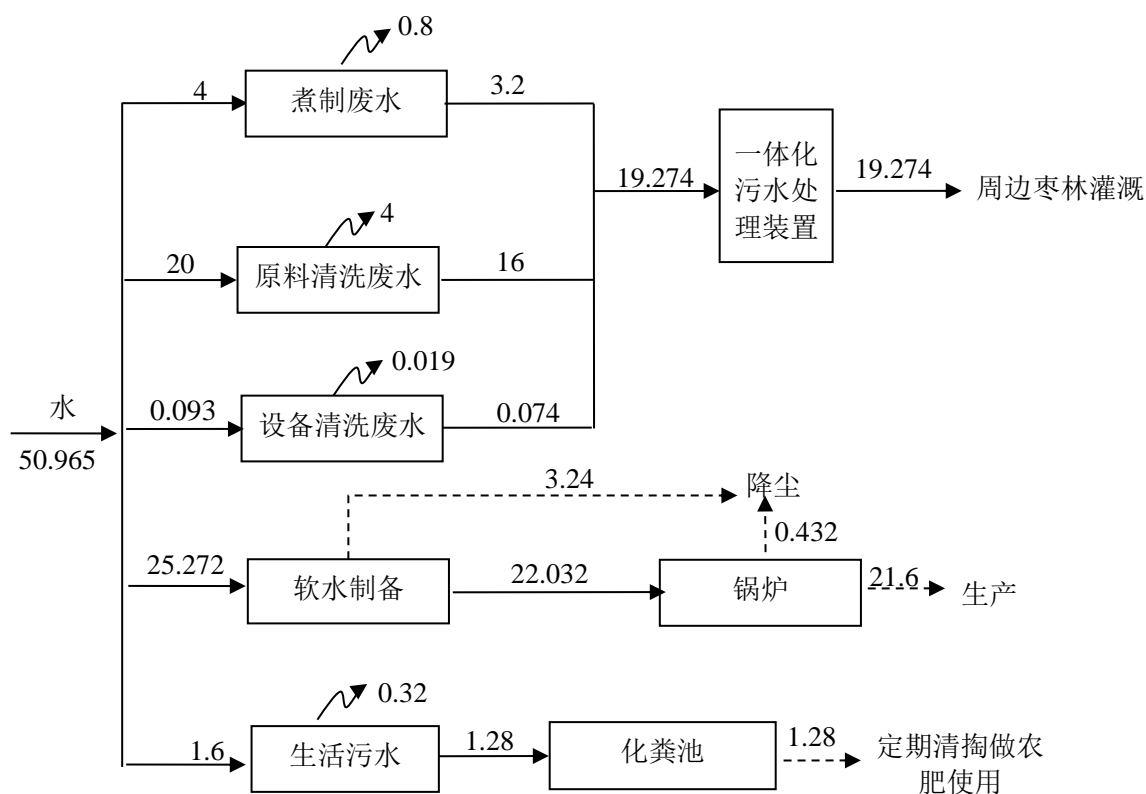 0.8
4
煮制废水
3.2
一体化
污水处
理装置
19.274
19.274
周边枣林灌溉
4
20
原料清洗废水
16
0.019
水
50.965
0.093
设备清洗废水
0.074
3.24
降尘
0.432
25.272
软水制备
22.032
锅炉
21.6
生产
0.32
1.6
生活污水
1.28
化粪池
1.28
定期清掏做农
肥使用